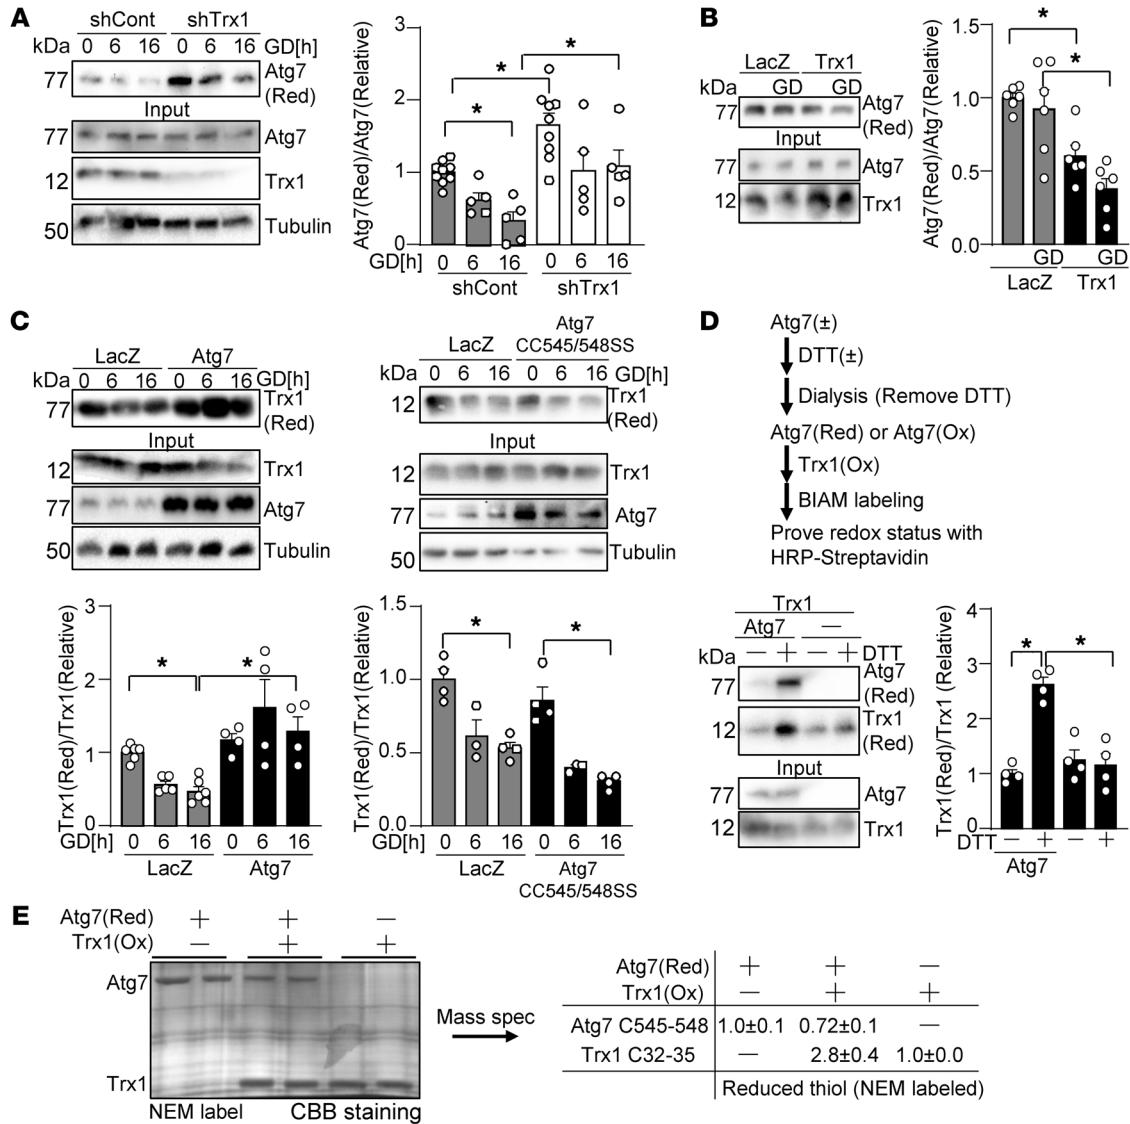 A
shCont shTrx1
kDa 0 6 16 0 6 16 GD[h]
77 Atg7 (Red)
Input
77 Atg7
12 Trx1
50 Tubulin
Atg7(Red)/Atg7(Relative)
3
2
1
0
* * *
GD[h] 0 6 16 0 6 16
shCont shTrx1
B
LacZ Trx1
kDa GD GD
77 Atg7 (Red)
Input
77 Atg7
12 Trx1
Atg7(Red)/Atg7(Relative)
1.5
1.0
0.5
0.0
* *
GD GD
LacZ Trx1
C
LacZ Atg7
kDa 0 6 16 0 6 16 GD[h]
77 Trx1 (Red)
Input
12 Trx1
77 Atg7
50 Tubulin
Trx1(Red)/Trx1(Relative)
3
2
1
0
* *
GD[h] 0 6 16 0 6 16
LacZ Atg7
LacZ Atg7 CC545/548SS
kDa 0 6 16 0 6 16 GD[h]
12 Trx1 (Red)
Input
12 Trx1
77 Atg7
50 Tubulin
Trx1(Red)/Trx1(Relative)
1.5
1.0
0.5
0.0
* *
GD[h] 0 6 16 0 6 16
LacZ Atg7 CC545/548SS
D
Atg7(±)
DTT(±)
Dialysis (Remove DTT)
Atg7(Red) or Atg7(Ox)
Trx1(Ox)
BIAM labeling
Prove redox status with
HRP-Streptavidin
Trx1
Atg7 —
kDa — + — + DTT
77 Atg7 (Red)
12 Trx1 (Red)
Input
77 Atg7
12 Trx1
Trx1(Red)/Trx1 (Relative)
4
3
2
1
0
* *
DTT — + — +
Atg7
E
Atg7(Red) + + —
Trx1(Ox) — + +
Atg7
Trx1
NEM label CBB staining
Mass spec
Atg7(Red) + + —
Trx1(Ox) — + +
Atg7 C545-548 1.0±0.1 0.72±0.1 —
Trx1 C32-35 — 2.8±0.4 1.0±0.0
Reduced thiol (NEM labeled)